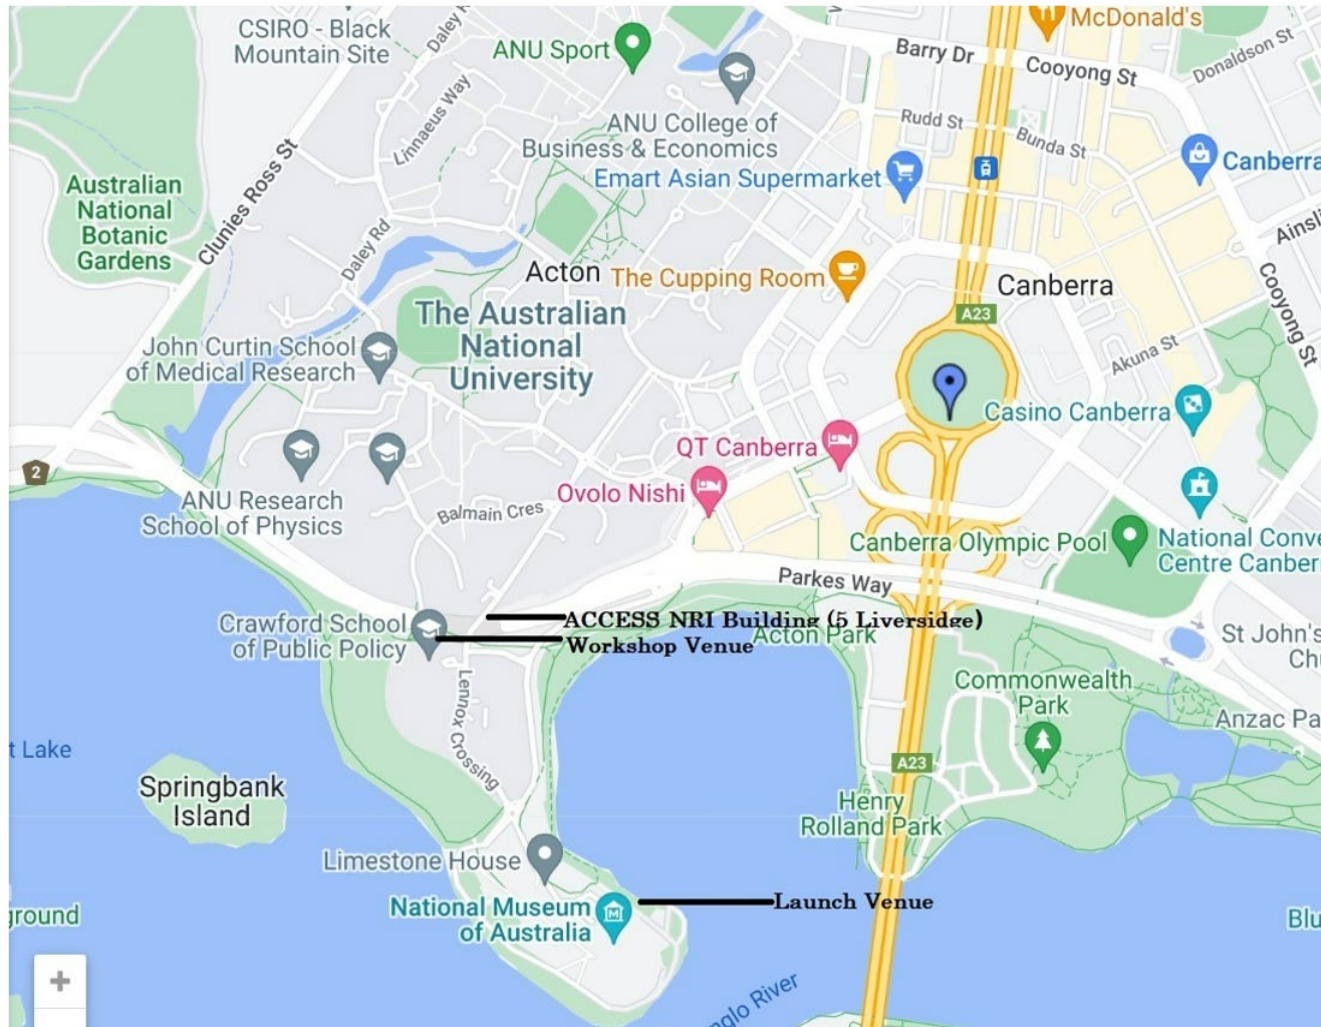 CSIRO - Black
Mountain Site
Daley Rd
ANU Sport
McDonald's
Barry Dr
Cooyong St
Donaldson St
Linnaeus Way
ANU College of
Business & Economics
Rudd St
Bunda St
Emart Asian Supermarket
Canberra
Australian
National
Botanic
Gardens
Clunies Ross St
Daley Rd
Acton
The Cupping Room
Canberra
Cooyong St
A23
The Australian
National
University
John Curtin School
of Medical Research
Akuna St
Casino Canberra
QT Canberra
2
Ovolo Nishi
ANU Research
School of Physics
Balmain Cres
Canberra Olympic Pool
National Conve
Centre Canber
Parkes Way
Crawford School
of Public Policy
ACCESS NRI Building (5 Liversidge)
Workshop Venue
Acton Park
St John's
Chu
Lennox Crossing
Commonwealth
Park
Anzac Pa
t Lake
A23
Springbank
Island
Henry
Rolland Park
Limestone House
National Museum
of Australia
Launch Venue
ground
Blu
nglo River
+